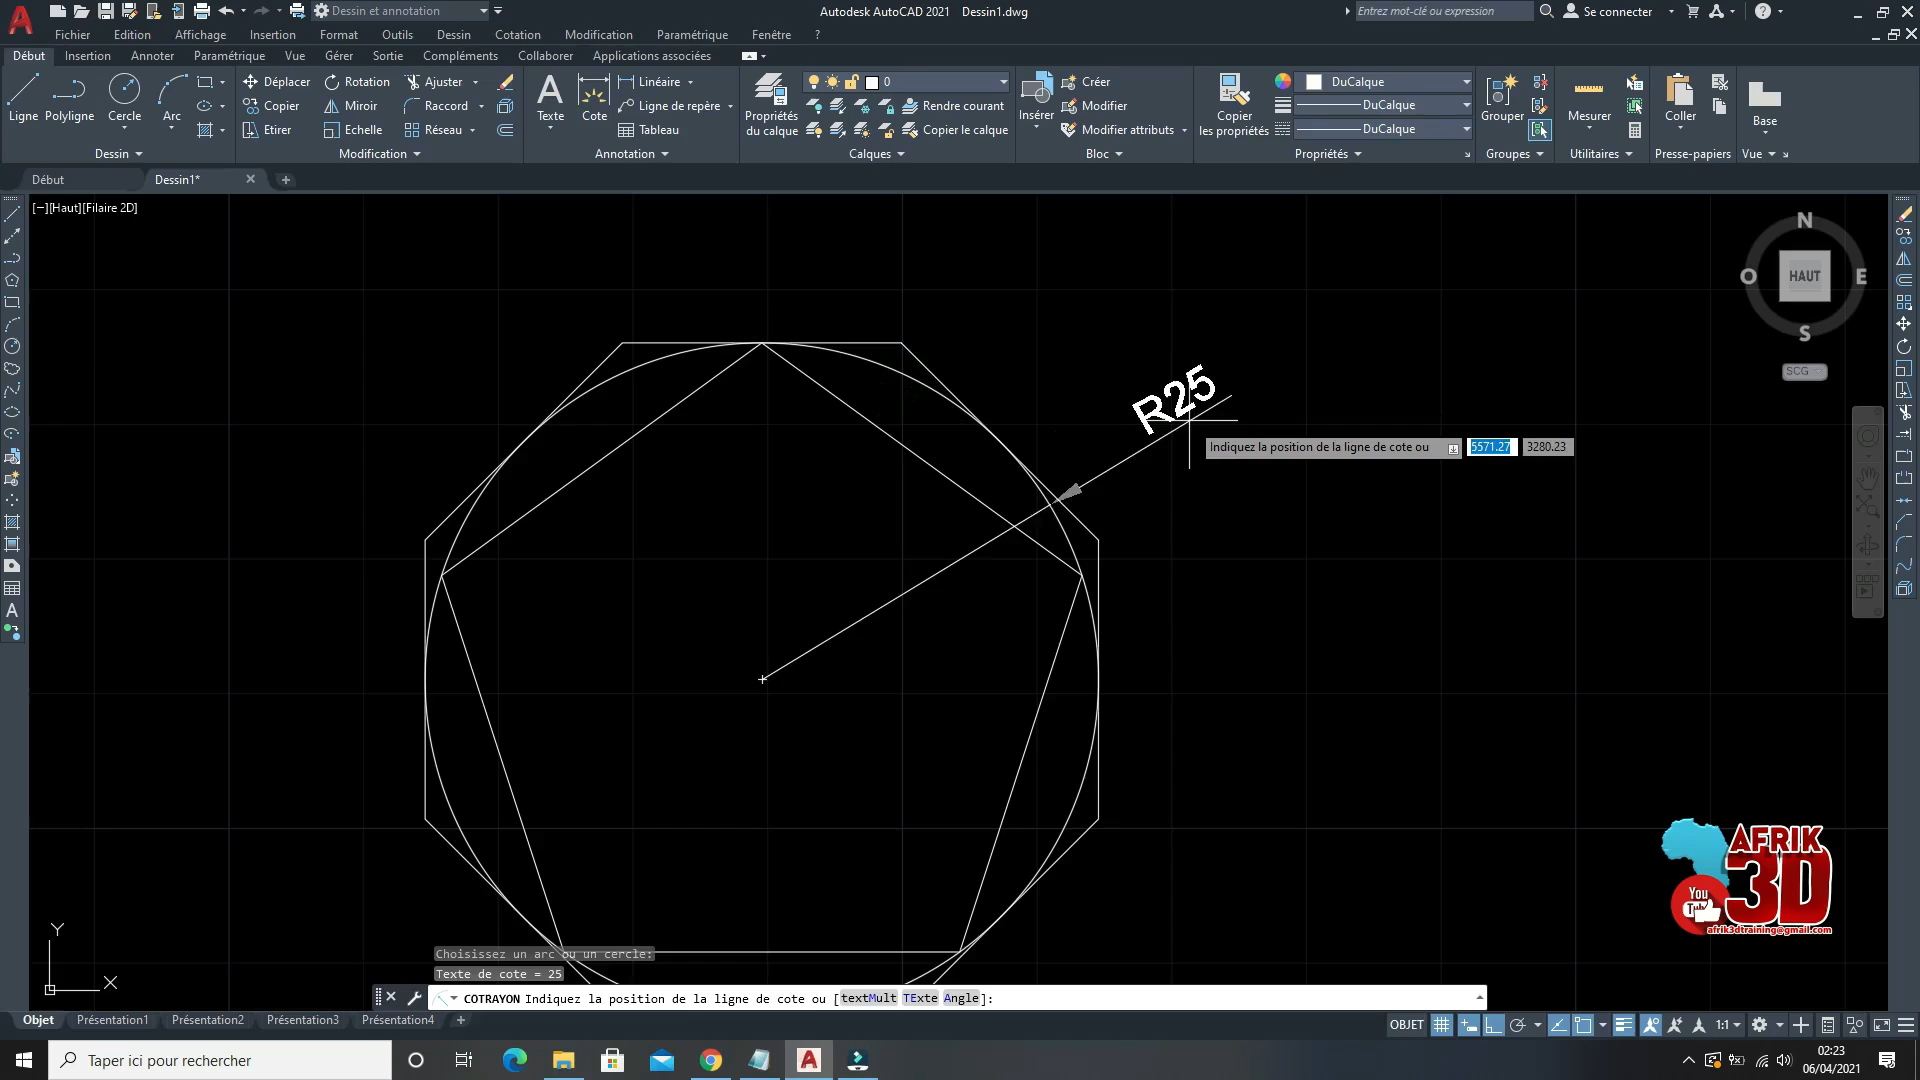 Dessin et annotation
Autodesk AutoCAD 2021 Dessin1.dwg
Entrez mot-clé ou expression
Se connecter
Fichier Edition Affichage Insertion Format Outils Dessin Cotation Modification Paramétrique Fenêtre ?
Début Insertion Annoter Paramétrique Vue Gérer Sortie Compléments Collaborer Applications associées
Ligne Polyligne Cercle Arc
Déplacer Rotation Ajuster
Copier Miroir Raccord
Etirer Echelle Réseau
Texte Cote
Linéaire
Ligne de repère
Tableau
Propriétés du calque
0
Rendre courant
Copier le calque
Insérer
Créer
Modifier
Modifier attributs
Copier les propriétés
DuCalque
DuCalque
DuCalque
Grouper
Mesurer
Coller
Base
Dessin Modification Annotation Calques Bloc Propriétés Groupes Utilitaires Presse-papiers Vue
Début Dessin1*
[−][Haut][Filaire 2D]
N
O HAUT E
S
SCG
R25
Indiquez la position de la ligne de cote ou 5571.27 3280.23
AFRIK
3D
You
Tube
afrik3dtraining@gmail.com
Y
X
Choisissez un arc ou un cercle:
Texte de cote = 25
COTRAYON Indiquez la position de la ligne de cote ou [textMult TExte Angle]:
Objet Présentation1 Présentation2 Présentation3 Présentation4 +
OBJET 1:1
Taper ici pour rechercher
02:23
06/04/2021